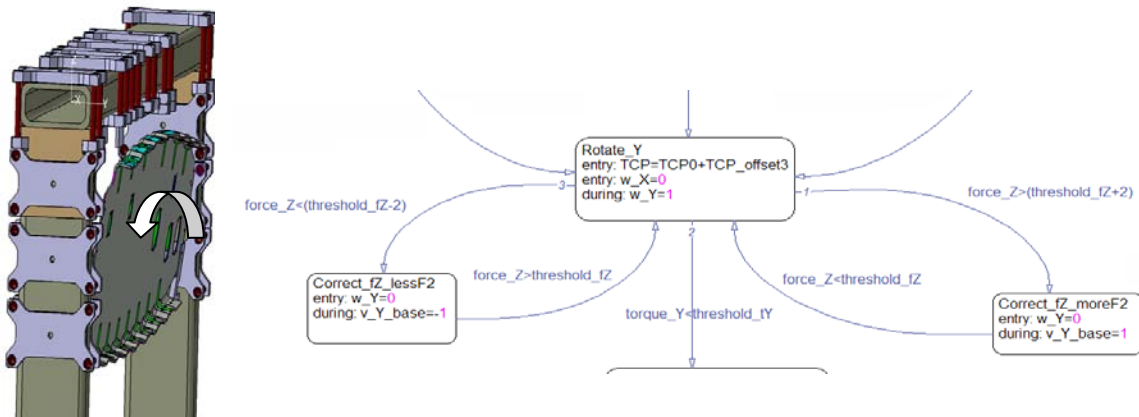 Z
X
Y
Rotate_Y
entry: TCP=TCP0+TCP_offset3
entry: w_X=0
during: w_Y=1
3
1
2
force_Z<(threshold_fZ-2)
force_Z>(threshold_fZ+2)
force_Z>threshold_fZ
force_Z<threshold_fZ
torque_Y<threshold_tY
Correct_fZ_lessF2
entry: w_Y=0
during: v_Y_base=-1
Correct_fZ_moreF2
entry: w_Y=0
during: v_Y_base=1